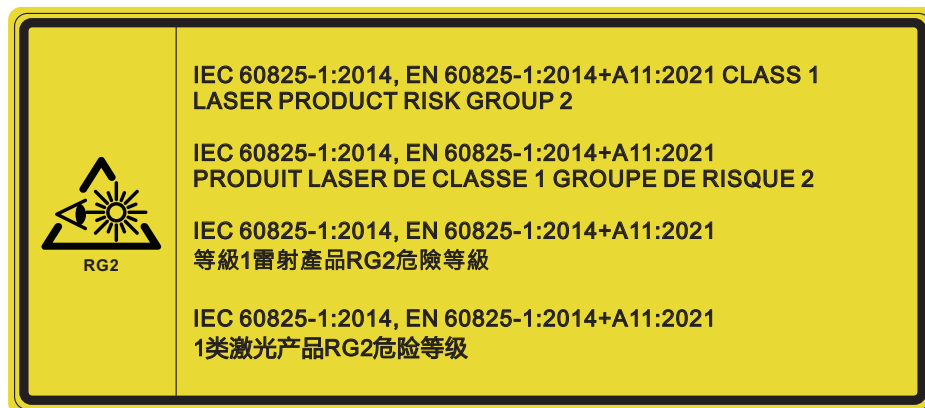 IEC 60825-1:2014, EN 60825-1:2014+A11:2021 CLASS 1
LASER PRODUCT RISK GROUP 2
IEC 60825-1:2014, EN 60825-1:2014+A11:2021
PRODUIT LASER DE CLASSE 1 GROUPE DE RISQUE 2
IEC 60825-1:2014, EN 60825-1:2014+A11:2021
等級1雷射產品RG2危險等級
IEC 60825-1:2014, EN 60825-1:2014+A11:2021
1类激光产品RG2危险等级
RG2